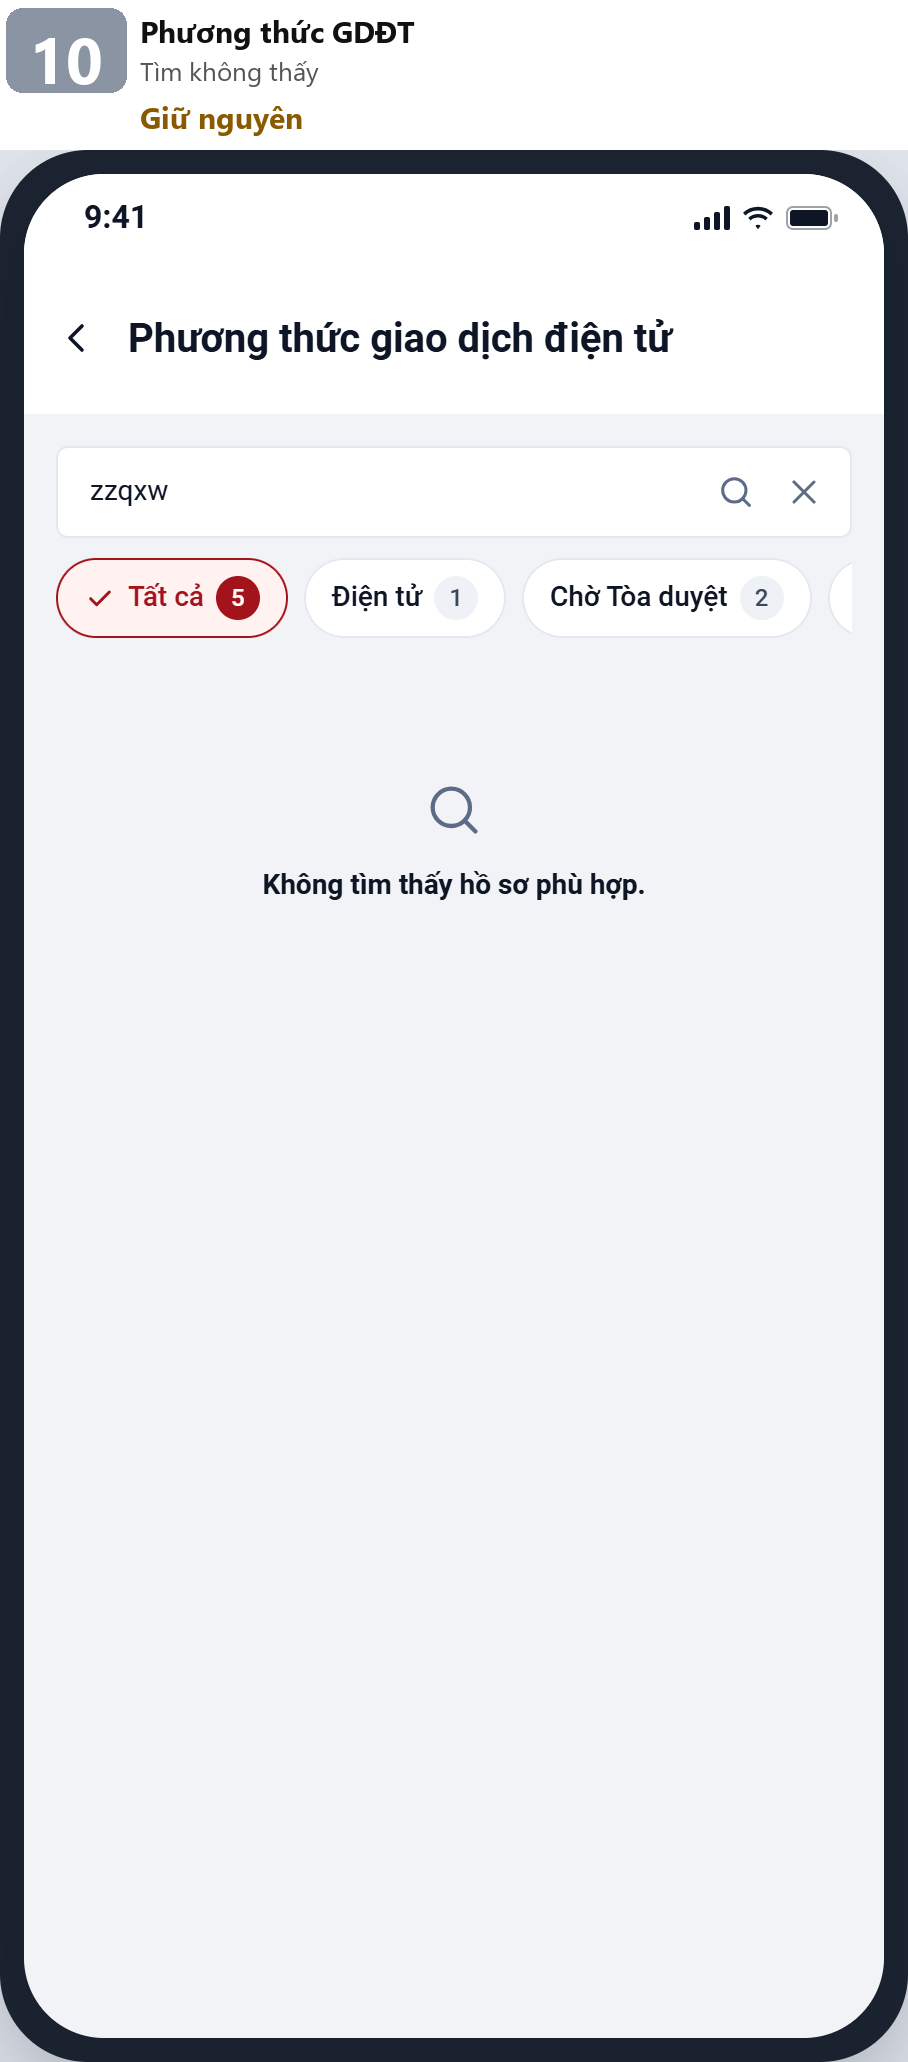 10
Phương thức GDĐT
Tìm không thấy
Giữ nguyên
9:41
Phương thức giao dịch điện tử
zzqxw
Tất cả 5
Điện tử 1
Chờ Tòa duyệt 2
Không tìm thấy hồ sơ phù hợp.